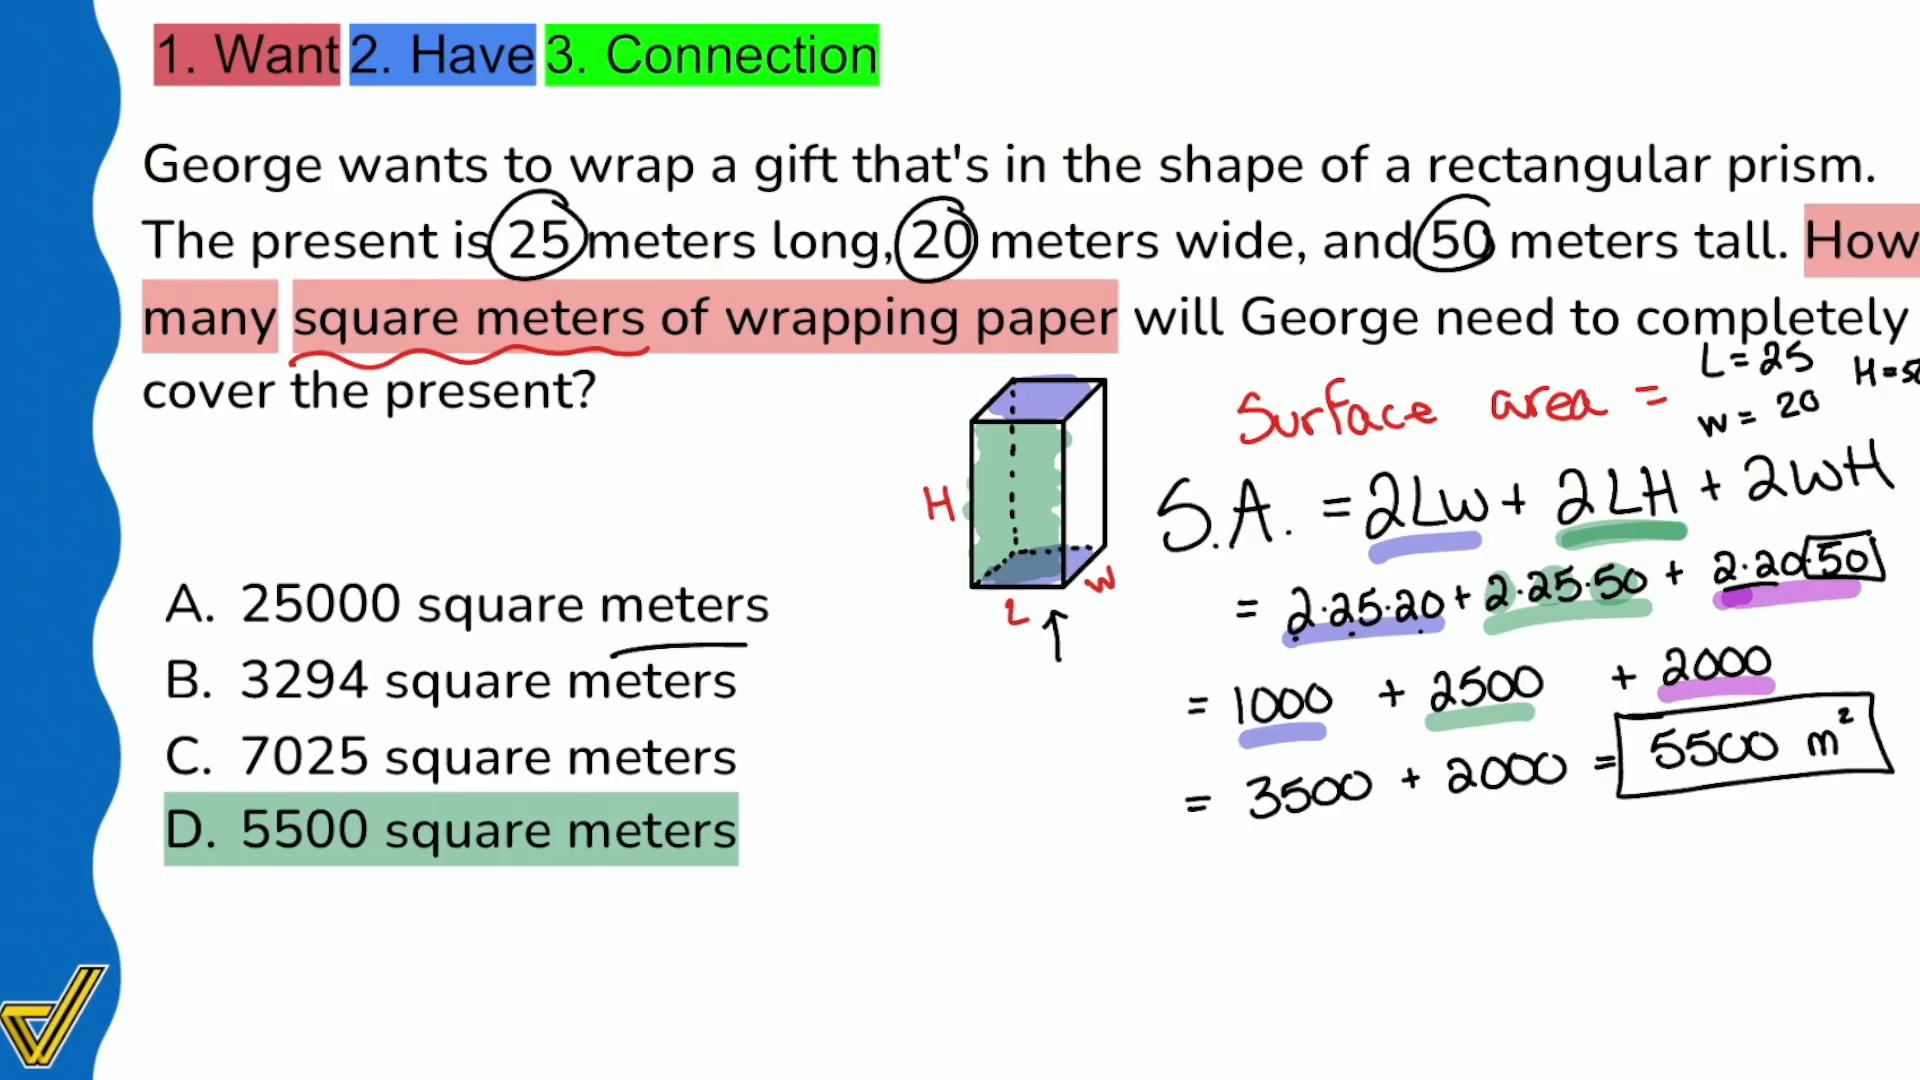 1. Want 2. Have 3. Connection
George wants to wrap a gift that's in the shape of a rectangular prism.
The present is 25 meters long, 20 meters wide, and 50 meters tall. How
many square meters of wrapping paper will George need to completely
cover the present?
L = 25
H = 50
W = 20
Surface area =
S.A. = 2LW + 2LH + 2WH
= 2·25·20 + 2·25·50 + 2·20·50
= 1000 + 2500 + 2000
= 3500 + 2000 = 5500 m²
H
L
W
A. 25000 square meters
B. 3294 square meters
C. 7025 square meters
D. 5500 square meters